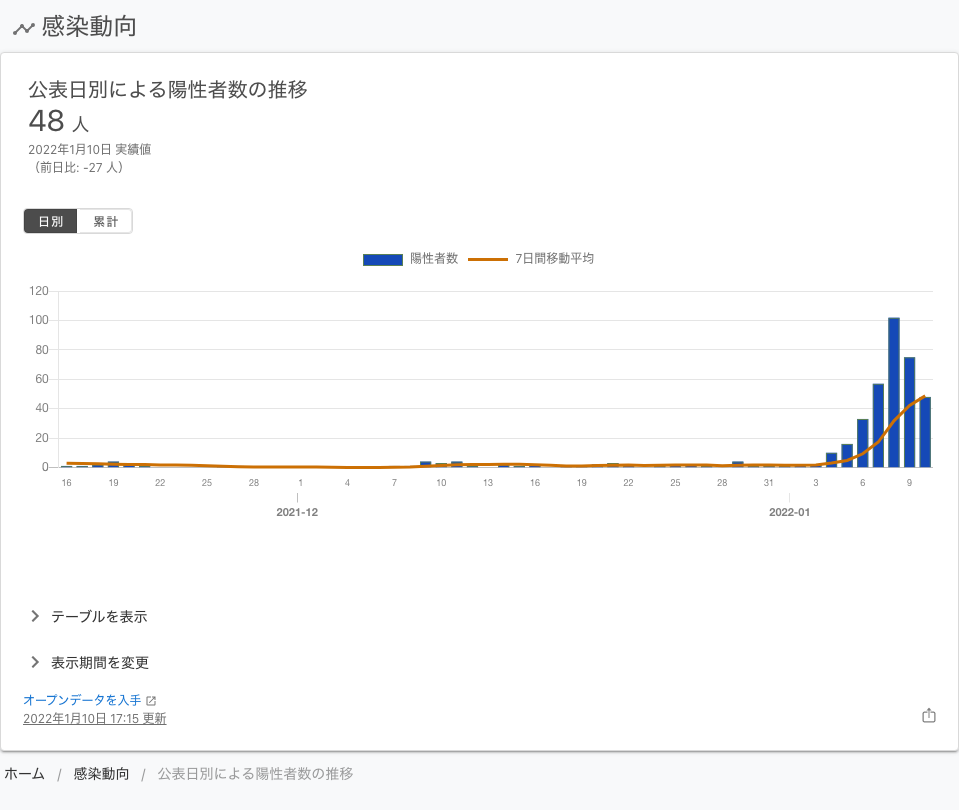 感染動向
公表日別による陽性者数の推移
48 人
2022年1月10日 実績値
（前日比: -27 人）
日別 累計
陽性者数 7日間移動平均
120
100
80
60
40
20
0
16 19 22 25 28 1 4 7 10 13 16 19 22 25 28 31 3 6 9
2021-12 2022-01
テーブルを表示
表示期間を変更
オープンデータを入手
2022年1月10日 17:15 更新
ホーム / 感染動向 / 公表日別による陽性者数の推移